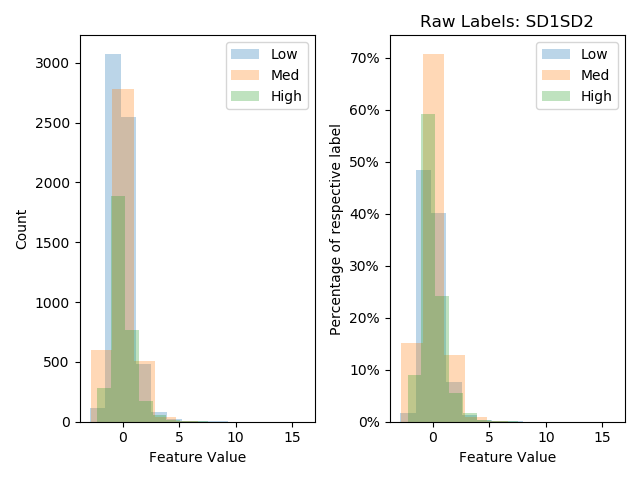 Raw Labels: SD1SD2
Low
Med
High
3000
2500
2000
1500
1000
500
0
Count
0
5
10
15
Feature Value
Low
Med
High
70%
60%
50%
40%
30%
20%
10%
0%
Percentage of respective label
0
5
10
15
Feature Value